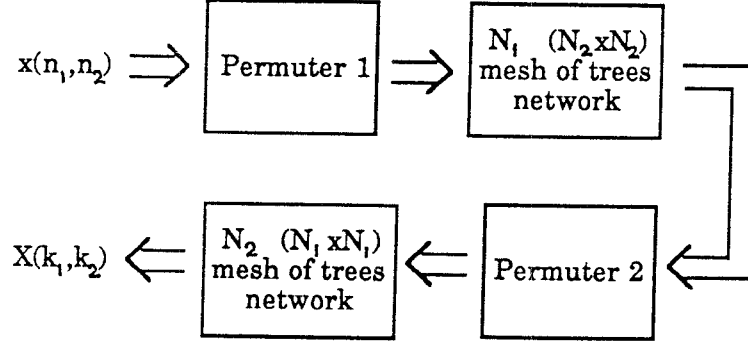 x(n₁,n₂)
Permuter 1
N₁ (N₂xN₂)
mesh of trees
network
X(k₁,k₂)
N₂ (N₁xN₁)
mesh of trees
network
Permuter 2